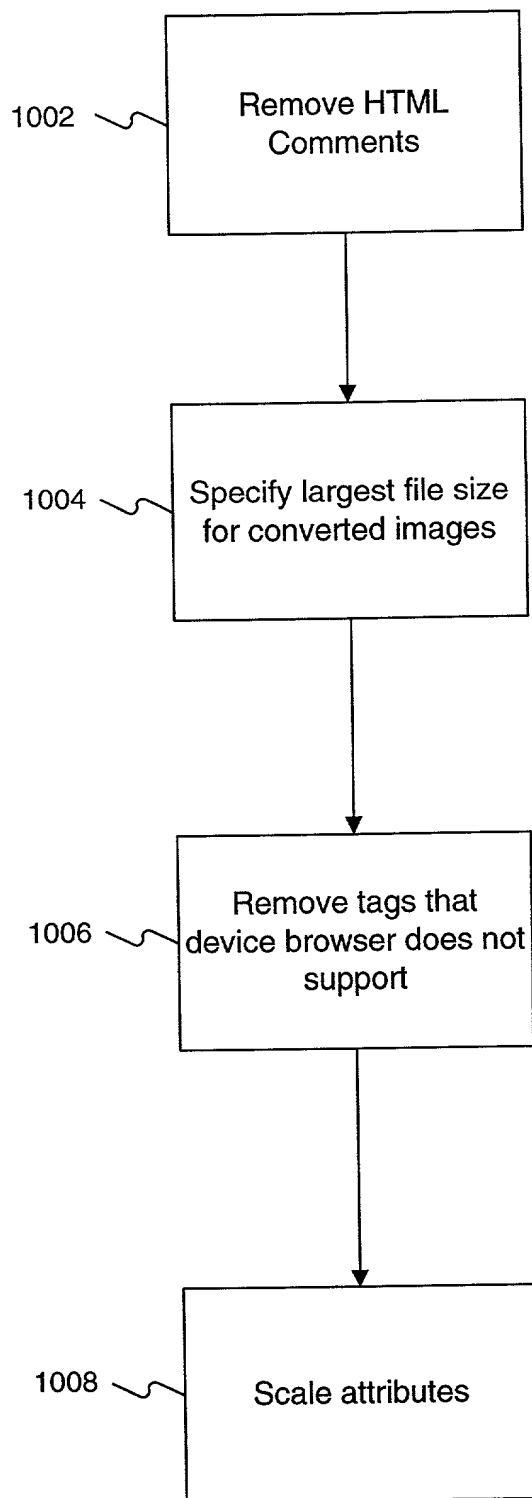 1002
Remove HTML
Comments
1004
Specify largest file size
for converted images
1006
Remove tags that
device browser does not
support
1008
Scale attributes